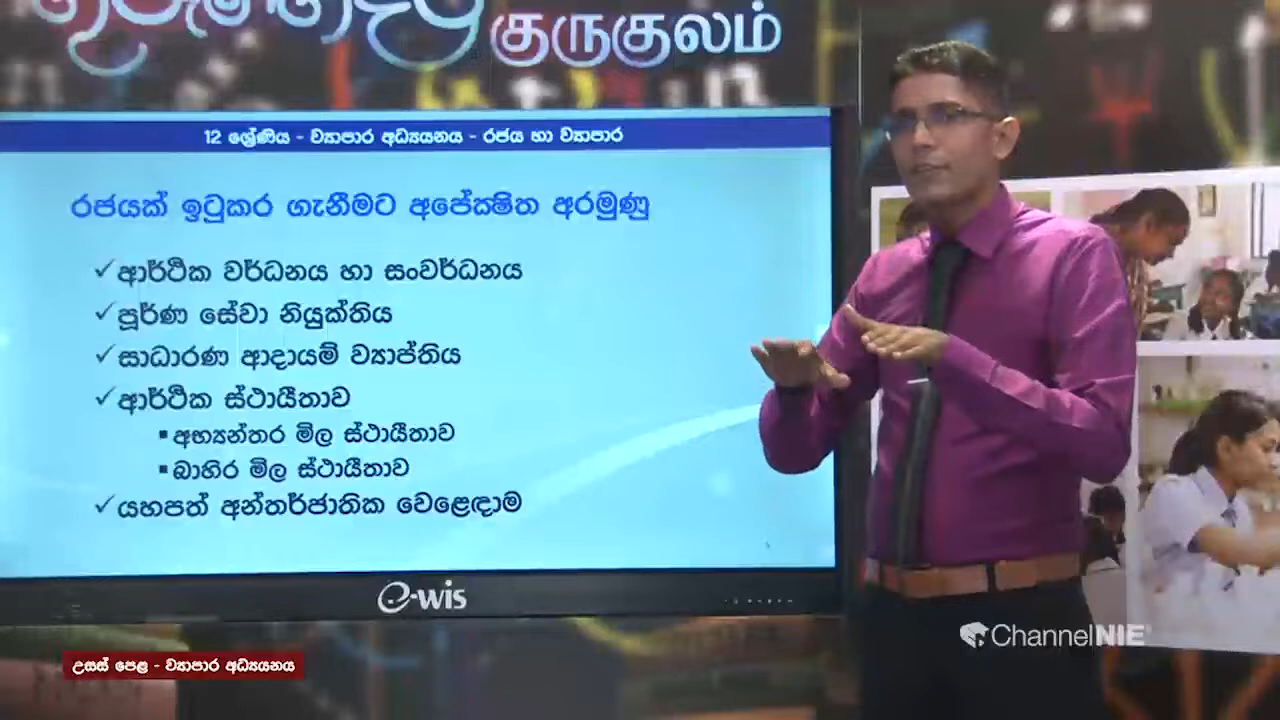 குருகுலம்
12 ශ්‍රේණිය - ව්‍යාපාර අධ්‍යයනය - රජය හා ව්‍යාපාර
රජයක් ඉටුකර ගැනීමට අපේක්ෂිත අරමුණු
✓ආර්ථික වර්ධනය හා සංවර්ධනය
✓පූර්ණ සේවා නියුක්තිය
✓සාධාරණ ආදායම් ව්‍යාප්තිය
✓ආර්ථික ස්ථායීතාව
▪අභ්‍යන්තර මිල ස්ථායීතාව
▪බාහිර මිල ස්ථායීතාව
✓යහපත් අන්තර්ජාතික වෙළෙඳාම
e-wis
ChannelNIE
උසස් පෙළ - ව්‍යාපාර අධ්‍යයනය